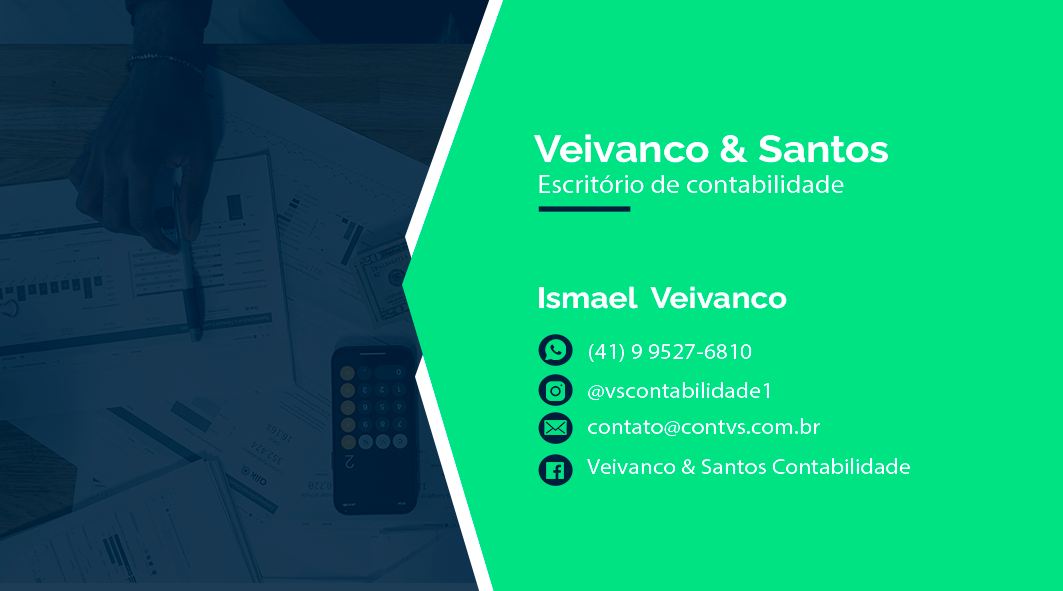 Veivanco & Santos
Escritório de contabilidade
Ismael Veivanco
(41) 9 9527-6810
@vscontabilidade1
contato@contvs.com.br
Veivanco & Santos Contabilidade